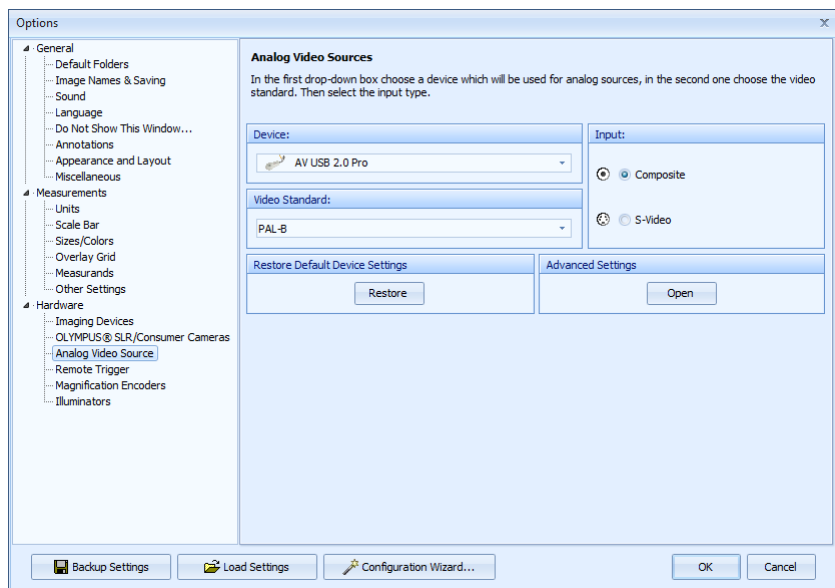 Options
General
Default Folders
Image Names & Saving
Sound
Language
Do Not Show This Window...
Annotations
Appearance and Layout
Miscellaneous
Measurements
Units
Scale Bar
Sizes/Colors
Overlay Grid
Measurands
Other Settings
Hardware
Imaging Devices
OLYMPUS® SLR/Consumer Cameras
Analog Video Source
Remote Trigger
Magnification Encoders
Illuminators
Analog Video Sources
In the first drop-down box choose a device which will be used for analog sources, in the second one choose the video
standard. Then select the input type.
Device:
AV USB 2.0 Pro
Input:
Composite
S-Video
Video Standard:
PAL-B
Restore Default Device Settings
Restore
Advanced Settings
Open
Backup Settings
Load Settings
Configuration Wizard...
OK
Cancel